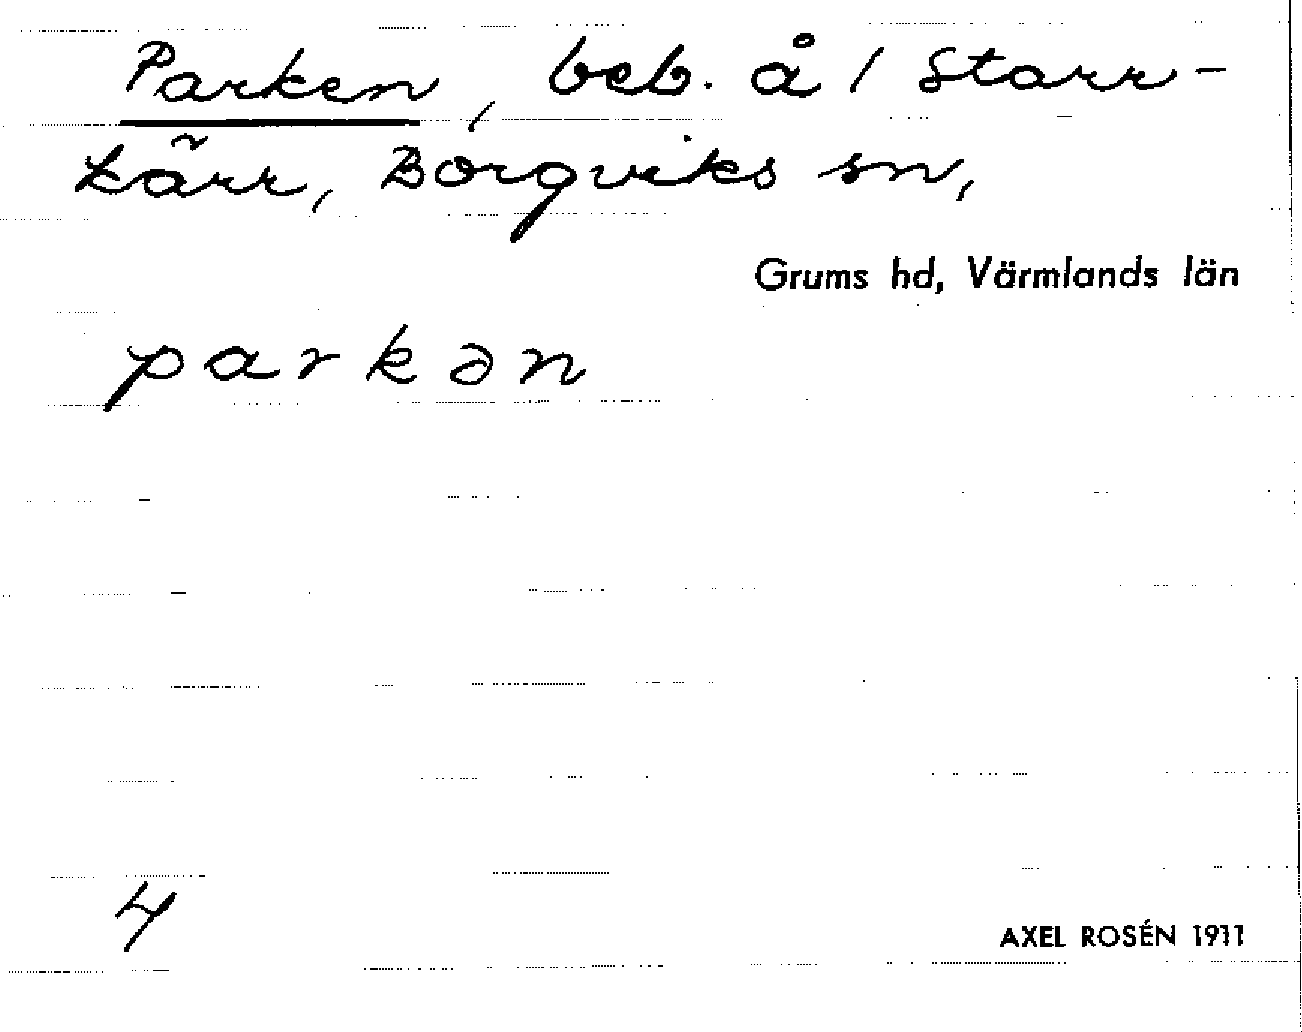 Parken, beb. å 1 Starr-
kärr, Borgviks sn,
Grums hd, Värmlands län
parkən
4
AXEL ROSÉN 1911